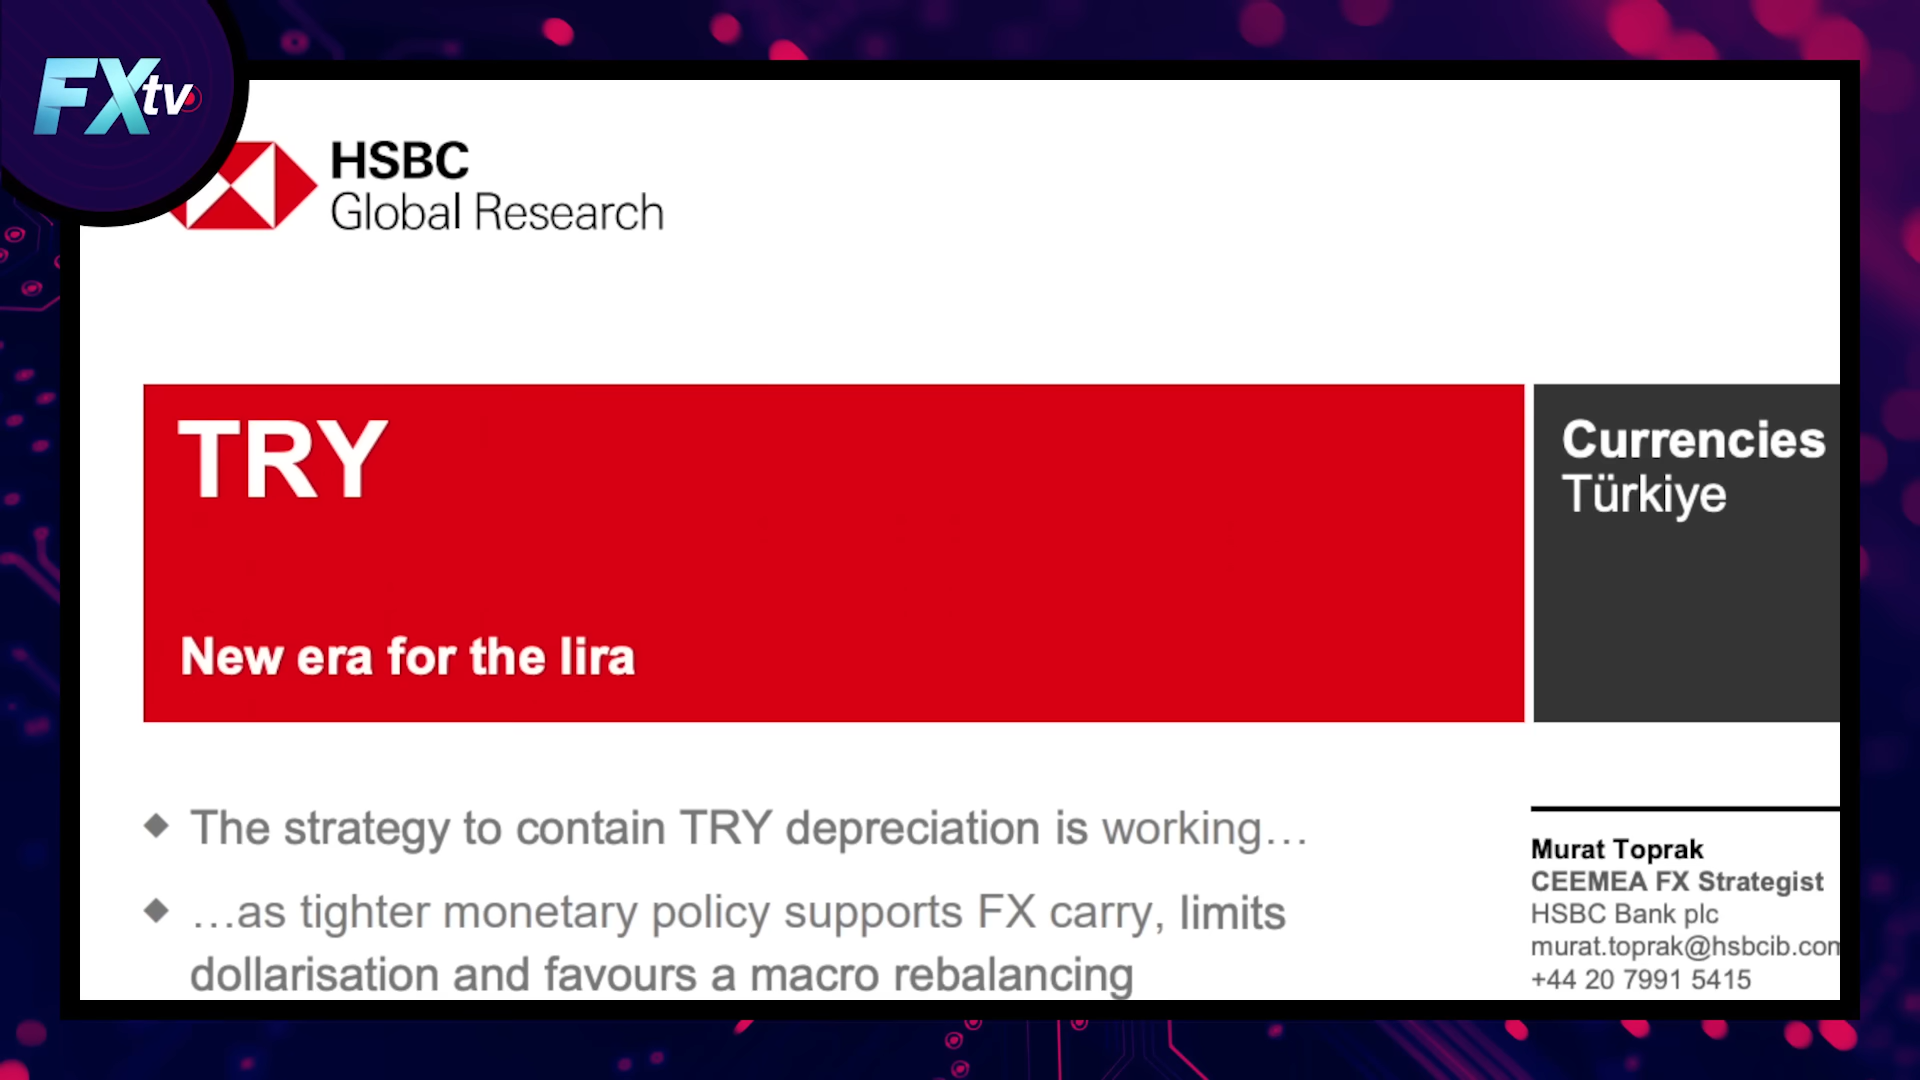 FXtv
HSBC
Global Research
TRY
New era for the lira
Currencies
Türkiye
◆ The strategy to contain TRY depreciation is working…
◆ …as tighter monetary policy supports FX carry, limits
dollarisation and favours a macro rebalancing
Murat Toprak
CEEMEA FX Strategist
HSBC Bank plc
murat.toprak@hsbcib.com
+44 20 7991 5415